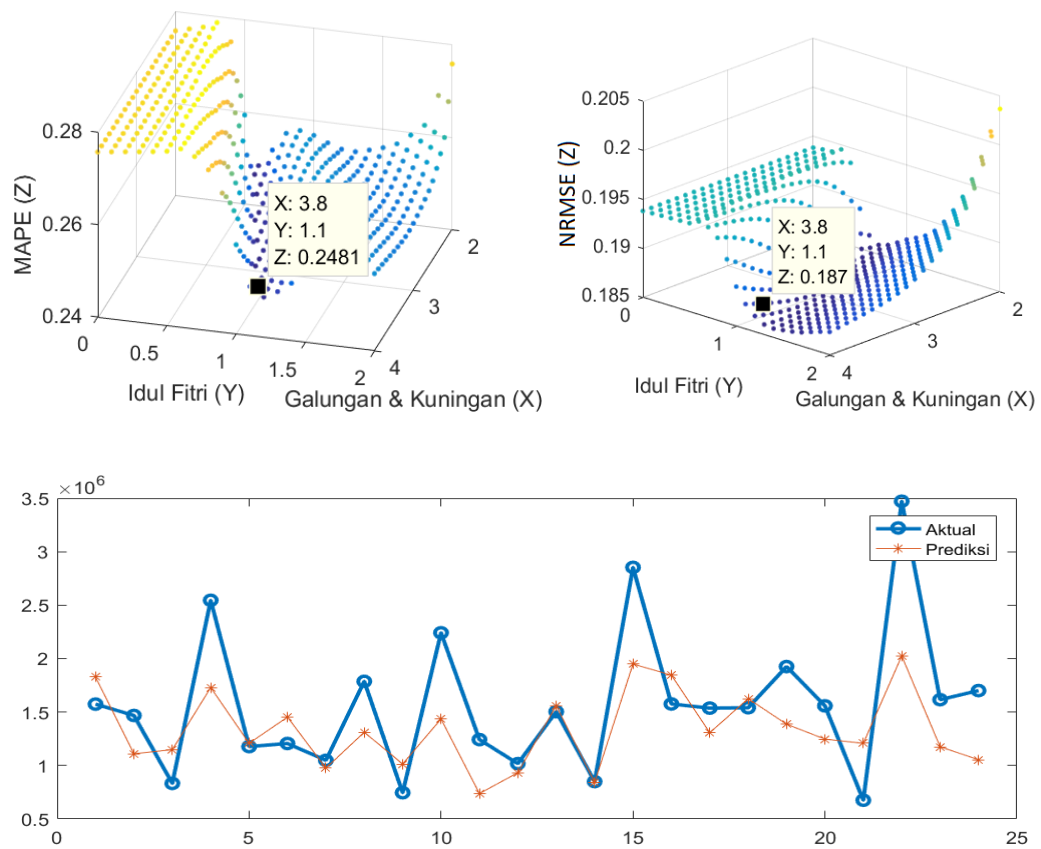 0.28
0.26
0.24
MAPE (Z)
X: 3.8
Y: 1.1
Z: 0.2481
0
0.5
1
1.5
2
4
3
2
Idul Fitri (Y)
Galungan & Kuningan (X)
0.205
0.2
0.195
0.19
0.185
NRMSE (Z)
X: 3.8
Y: 1.1
Z: 0.187
0
1
2
4
3
2
Idul Fitri (Y)
Galungan & Kuningan (X)
×10⁶
3.5
3
2.5
2
1.5
1
0.5
Aktual
Prediksi
0 5 10 15 20 25